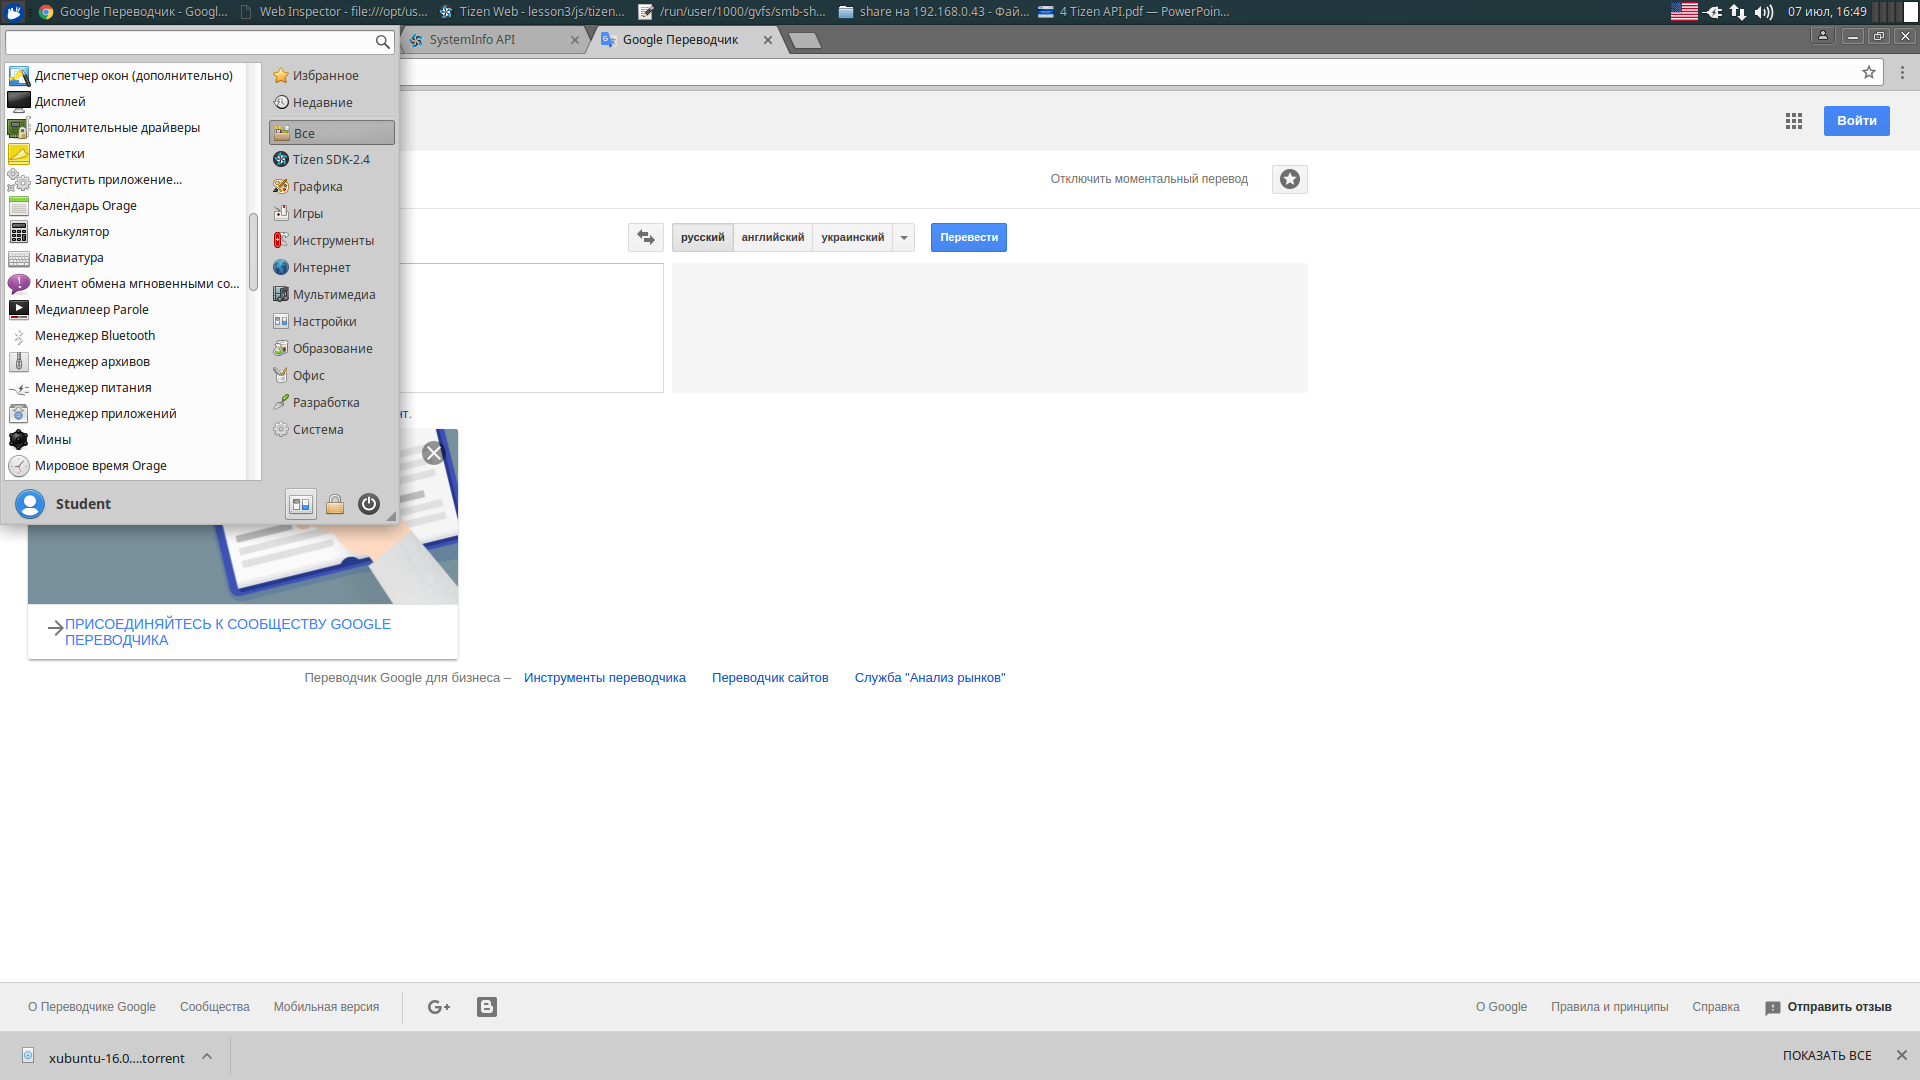 Google Переводчик - Googl...
Web Inspector - file:///opt/us...
Tizen Web - lesson3/js/tizen...
/run/user/1000/gvfs/smb-sh...
share на 192.168.0.43 - Фай...
4 Tizen API.pdf — PowerPoin...
07 июл, 16:49
SystemInfo API
Google Переводчик
Диспетчер окон (дополнительно)
Дисплей
Дополнительные драйверы
Заметки
Запустить приложение...
Календарь Orage
Калькулятор
Клавиатура
Клиент обмена мгновенными со...
Медиаплеер Parole
Менеджер Bluetooth
Менеджер архивов
Менеджер питания
Менеджер приложений
Мины
Мировое время Orage
Избранное
Недавние
Все
Tizen SDK-2.4
Графика
Игры
Инструменты
Интернет
Мультимедиа
Настройки
Образование
Офис
Разработка
Система
Student
Войти
Отключить моментальный перевод
русский
английский
украинский
Перевести
нт.
ПРИСОЕДИНЯЙТЕСЬ К СООБЩЕСТВУ GOOGLE
ПЕРЕВОДЧИКА
Переводчик Google для бизнеса –
Инструменты переводчика
Переводчик сайтов
Служба "Анализ рынков"
О Переводчике Google
Сообщества
Мобильная версия
G+
О Google
Правила и принципы
Справка
Отправить отзыв
xubuntu-16.0....torrent
ПОКАЗАТЬ ВСЕ